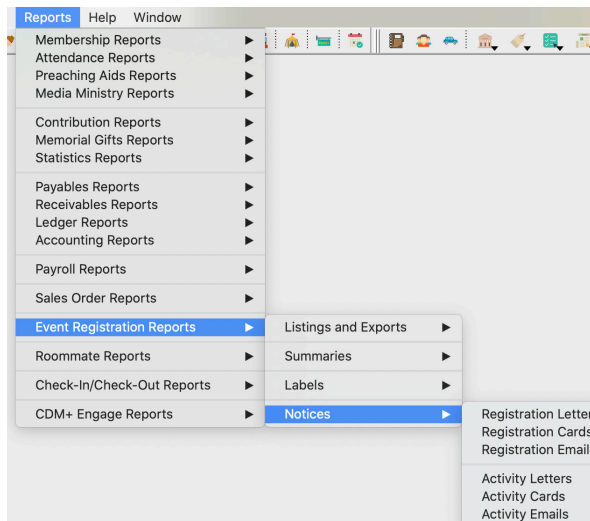 Reports Help Window
Membership Reports
Attendance Reports
Preaching Aids Reports
Media Ministry Reports
Contribution Reports
Memorial Gifts Reports
Statistics Reports
Payables Reports
Receivables Reports
Ledger Reports
Accounting Reports
Payroll Reports
Sales Order Reports
Event Registration Reports
Listings and Exports
Roommate Reports
Summaries
Check-In/Check-Out Reports
Labels
CDM+ Engage Reports
Notices
Registration Letter
Registration Cards
Registration Email
Activity Letters
Activity Cards
Activity Emails